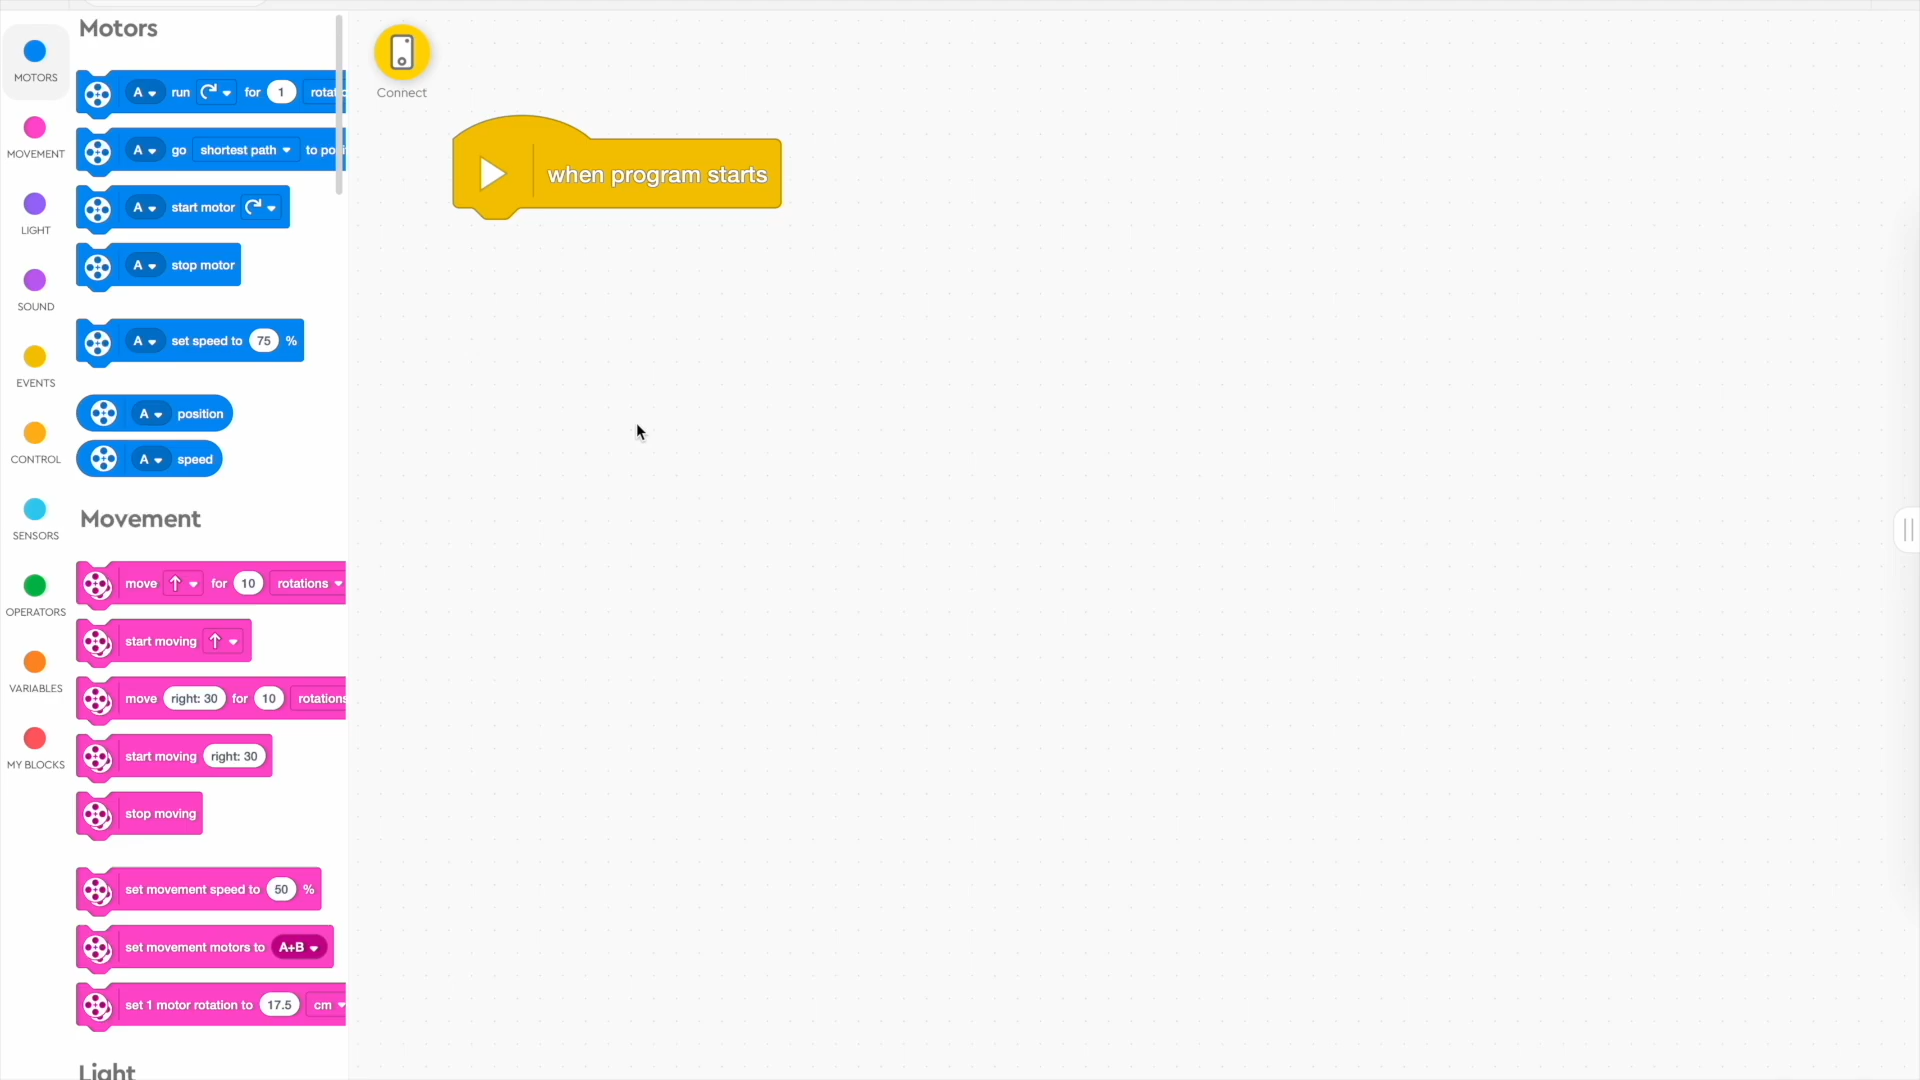 Motors
MOTORS
A run for 1 rotatic
Connect
A go shortest path to posi
MOVEMENT
when program starts
A start motor
LIGHT
A stop motor
SOUND
A set speed to 75 %
EVENTS
A position
CONTROL
A speed
SENSORS
Movement
move for 10 rotations
OPERATORS
start moving
VARIABLES
move right: 30 for 10 rotations
MY BLOCKS
start moving right: 30
stop moving
set movement speed to 50 %
set movement motors to A+B
set 1 motor rotation to 17.5 cm
Light